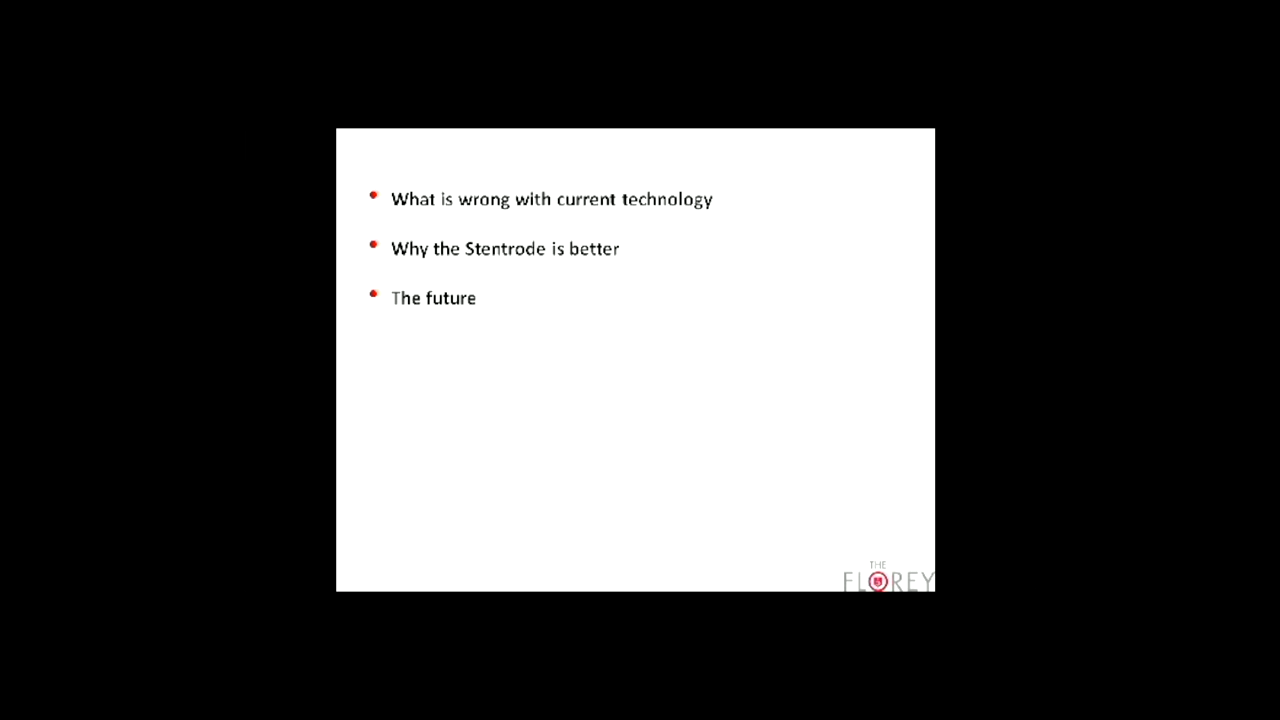 What is wrong with current technology
Why the Stentrode is better
The future
THE
FLOREY